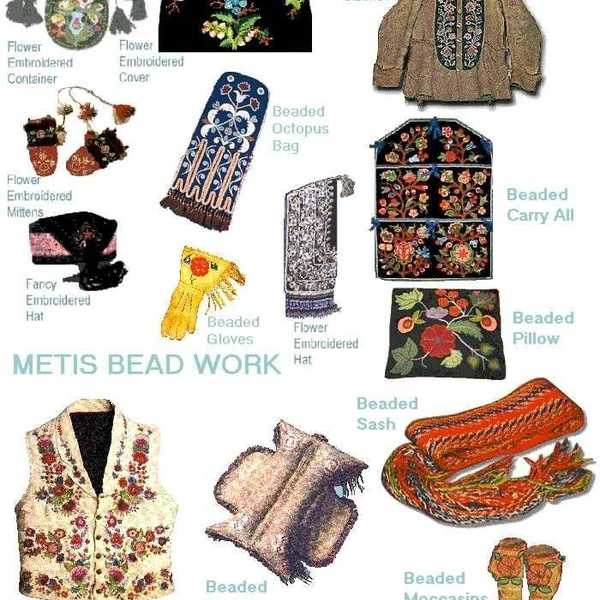 Flower
Embroidered
Container
Flower
Embroidered
Cover
Beaded
Octopus
Bag
Flower
Embroidered
Mittens
Beaded
Carry All
Fancy
Embroidered
Hat
Beaded
Gloves
Flower
Embroidered
Hat
Beaded
Pillow
METIS BEAD WORK
Beaded
Sash
Beaded
Beaded
Moccasins